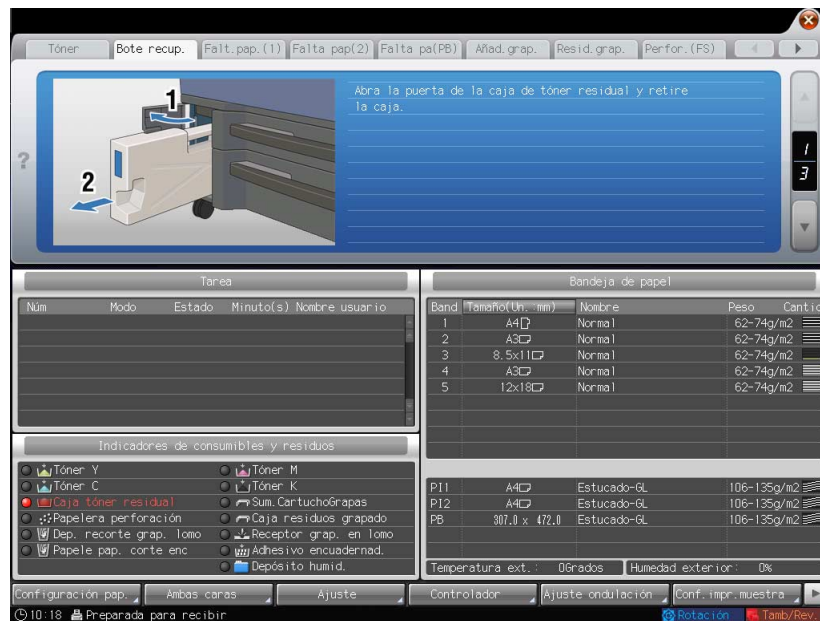 Tóner Bote recup. Falt.pap.(1) Falta pap(2) Falta pa(PB) Añad.grap. Resid.grap. Perfor.(FS)
Abra la puerta de la caja de tóner residual y retire
la caja.
1
2
?
1
3
Tarea
Núm Modo Estado Minuto(s) Nombre usuario
Bandeja de papel
Band Tamaño(Un. :mm) Nombre Peso Cantid
1 A4 Normal 62-74g/m2
2 A3 Normal 62-74g/m2
3 8.5x11 Normal 62-74g/m2
4 A3 Normal 62-74g/m2
5 12x18 Normal 62-74g/m2
PI1 A4 Estucado-GL 106-135g/m2
PI2 A4 Estucado-GL 106-135g/m2
PB 307.0 x 472.0 Estucado-GL 106-135g/m2
Temperatura ext.: 0Grados Humedad exterior: 0%
Indicadores de consumibles y residuos
Tóner Y Tóner M
Tóner C Tóner K
Caja tóner residual Sum.CartuchoGrapas
Papelera perforación Caja residuos grapado
Dep. recorte grap. lomo Receptor grap. en lomo
Papele pap. corte enc Adhesivo encuadernad.
Depósito humid.
Configuración pap. Ambas caras Ajuste Controlador Ajuste ondulación Conf.impr.muestra
10:18 Preparada para recibir Rotación Tamb/Rev.